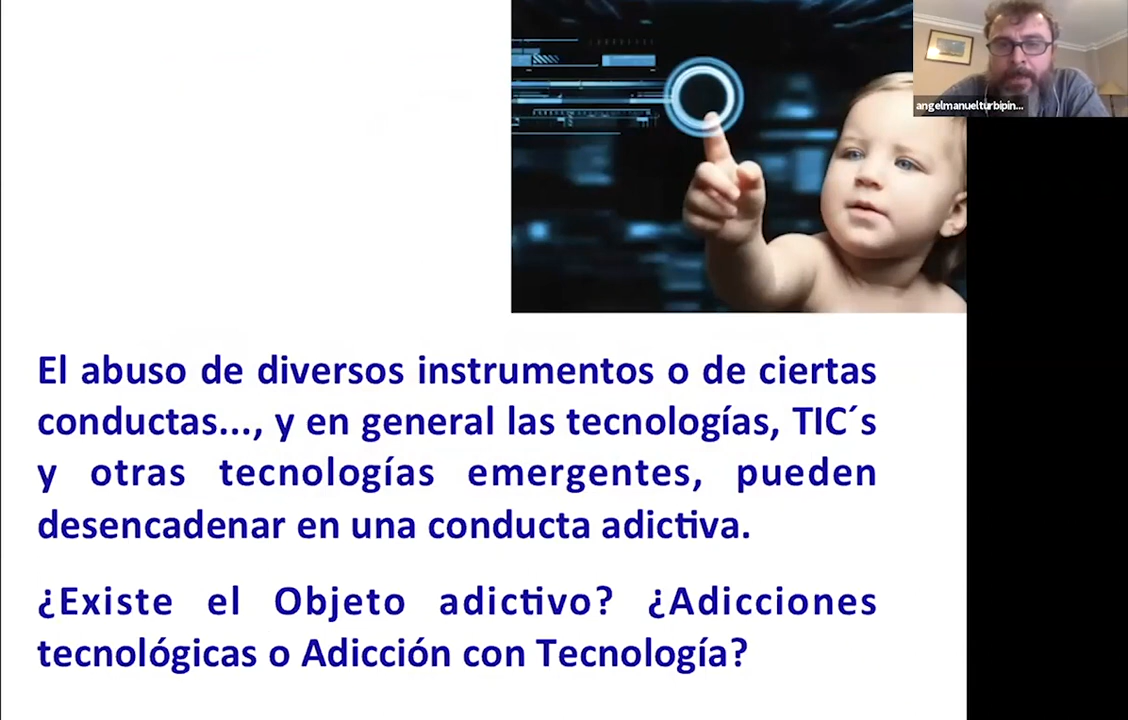 angelmanuelturbipin...
El abuso de diversos instrumentos o de ciertas
conductas..., y en general las tecnologías, TIC´s
y otras tecnologías emergentes, pueden
desencadenar en una conducta adictiva.
¿Existe el Objeto adictivo? ¿Adicciones
tecnológicas o Adicción con Tecnología?